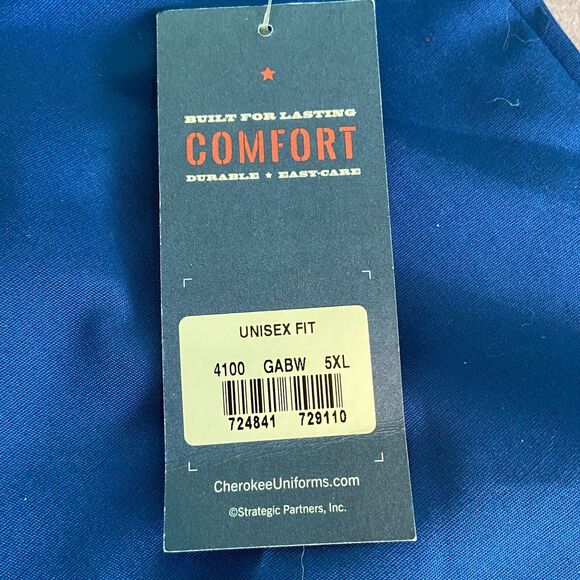 BUILT FOR LASTING
COMFORT
DURABLE ★ EASY-CARE
UNISEX FIT
4100 GABW 5XL
724841 729110
CherokeeUniforms.com
©Strategic Partners, Inc.